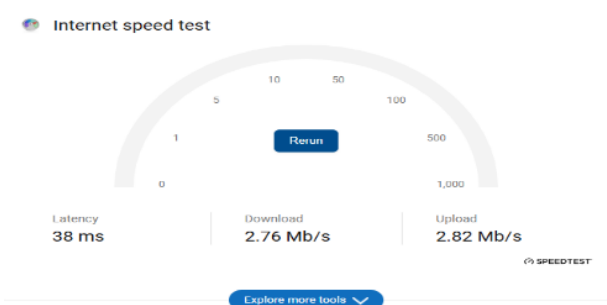 Internet speed test
10 50
5 100
1 Rerun 500
0 1,000
Latency Download Upload
38 ms 2.76 Mb/s 2.82 Mb/s
SPEEDTEST
Explore more tools